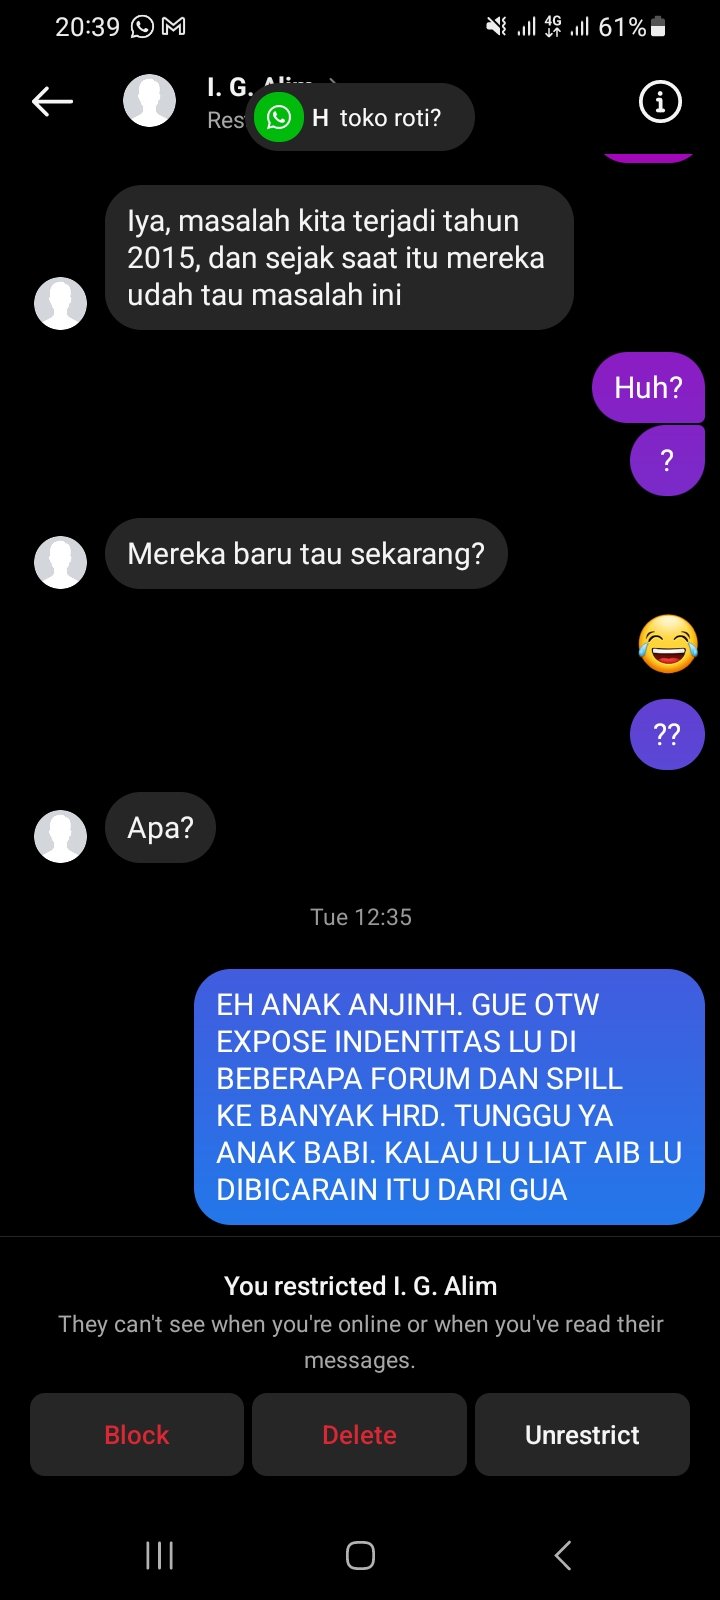 20:39
4G
61%
I. G. Alim
H toko roti?
Iya, masalah kita terjadi tahun
2015, dan sejak saat itu mereka
udah tau masalah ini
Huh?
?
Mereka baru tau sekarang?
??
Apa?
Tue 12:35
EH ANAK ANJINH. GUE OTW
EXPOSE INDENTITAS LU DI
BEBERAPA FORUM DAN SPILL
KE BANYAK HRD. TUNGGU YA
ANAK BABI. KALAU LU LIAT AIB LU
DIBICARAIN ITU DARI GUA
You restricted I. G. Alim
They can't see when you're online or when you've read their
messages.
Block
Delete
Unrestrict